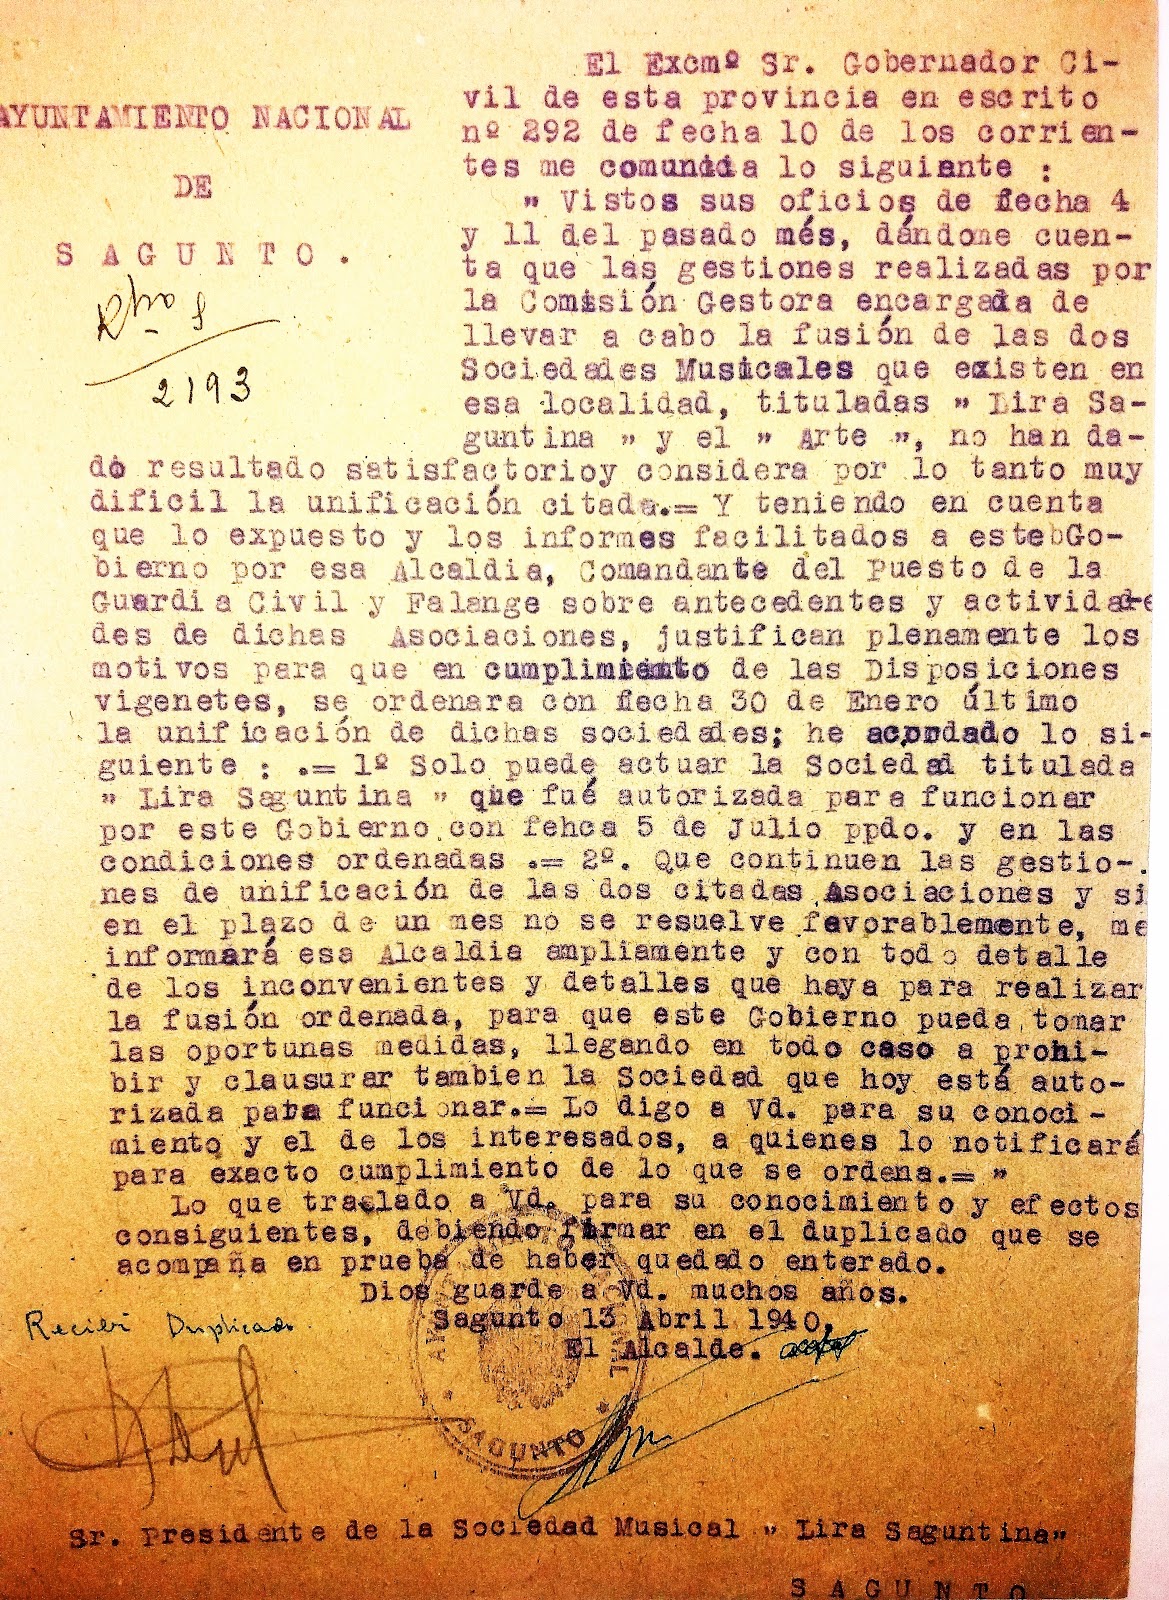 AYUNTAMIENTO NACIONAL
DE
SAGUNTO.
2193
El Excmº Sr. Gobernador Ci-
vil de esta provincia en escrito
nº 292 de fecha 10 de los corrien-
tes me comunica lo siguiente :
" Vistos sus oficios de fecha 4
y 11 del pasado més, dándome cuen-
ta que las gestiones realizadas por
la Comisión Gestora encargada de
llevar a cabo la fusión de las dos
Sociedades Musicales que existen en
esa localidad, tituladas " Lira Sa-
guntina " y el " Arte ", no han da-
do resultado satisfactorioy considera por lo tanto muy
dificil la unificación citada.= Y teniendo en cuenta
que lo expuesto y los informes facilitados a estebGo-
bierno por esa Alcaldia, Comandante del Puesto de la
Guardia Civil y Falange sobre antecedentes y activida-
des de dichas Asociaciones, justifican plenamente los
motivos para que en cumplimiento de las Disposiciones
vigenetes, se ordenara con fecha 30 de Enero último
la unificación de dichas sociedades; he acordado lo si-
guiente : .= 1º Solo puede actuar la Sociedad titulada
" Lira Saguntina " que fué autorizada para funcionar
por este Gobierno con fehca 5 de Julio ppdo. y en las
condiciones ordenadas .= 2º. Que continuen las gestio-
nes de unificación de las dos citadas Asociaciones y si
en el plazo de un mes no se resuelve favorablemente, me
informará esa Alcaldia ampliamente y con todo detalle
de los inconvenientes y detalles que haya para realizar
la fusión ordenada, para que este Gobierno pueda tomar
las oportunas medidas, llegando en todo caso a prohi-
bir y clausurar tambien la Sociedad que hoy está auto-
rizada para funcionar.= Lo digo a Vd. para su conoci-
miento y el de los interesados, a quienes lo notificará
para exacto cumplimiento de lo que se ordena.= "
Lo que traslado a Vd. para su conocimiento y efectos
consiguientes, debiendo firmar en el duplicado que se
acompaña en prueba de haber quedado enterado.
Dios guarde a Vd. muchos años.
Sagunto 13 Abril 1940.
El Alcalde.
Recibi Duplicado
SAGUNTO
Sr. Presidente de la Sociedad Musical " Lira Saguntina"
SAGUNTO